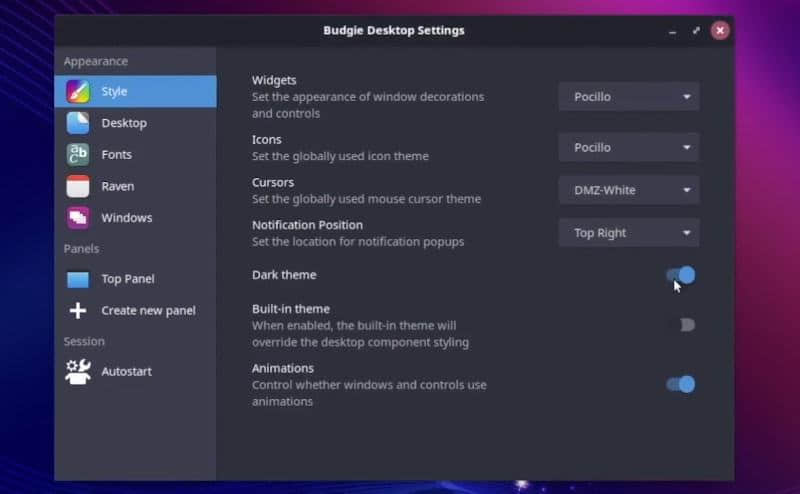 Budgie Desktop Settings
Appearance
Style
Desktop
Fonts
Raven
Windows
Panels
Top Panel
Create new panel
Session
Autostart
Widgets
Set the appearance of window decorations
and controls
Pocillo
Icons
Set the globally used icon theme
Pocillo
Cursors
Set the globally used mouse cursor theme
DMZ-White
Notification Position
Set the location for notification popups
Top Right
Dark theme
Built-in theme
When enabled, the built-in theme will
override the desktop component styling
Animations
Control whether windows and controls use
animations